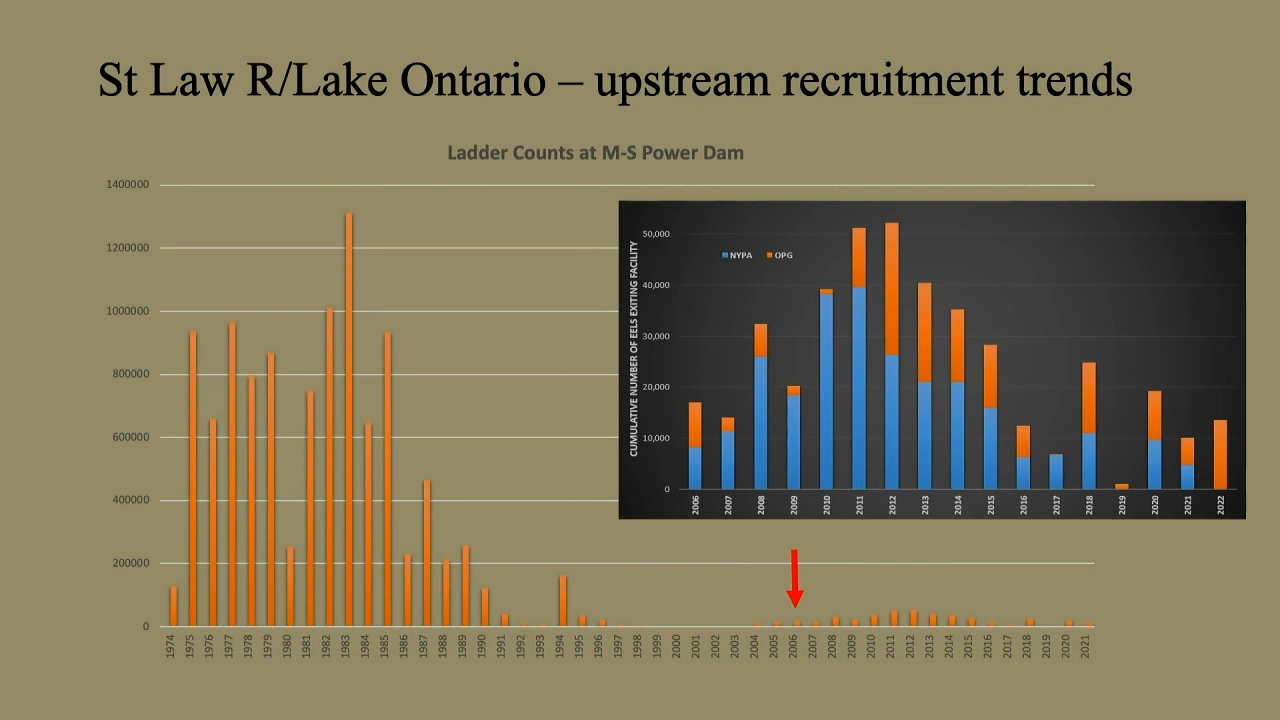 St Law R/Lake Ontario – upstream recruitment trends
Ladder Counts at M-S Power Dam
1400000
1200000
1000000
800000
600000
400000
200000
0
1974 1975 1976 1977 1978 1979 1980 1981 1982 1983 1984 1985 1986 1987 1988 1989 1990 1991 1992 1993 1994 1995 1996 1997 1998 1999 2000 2001 2002 2003 2004 2005 2006 2007 2008 2009 2010 2011 2012 2013 2014 2015 2016 2017 2018 2019 2020 2021
CUMULATIVE NUMBER OF EELS EXITING FACILITY
NYPA OPG
50,000
40,000
30,000
20,000
10,000
0
2006 2007 2008 2009 2010 2011 2012 2013 2014 2015 2016 2017 2018 2019 2020 2021 2022